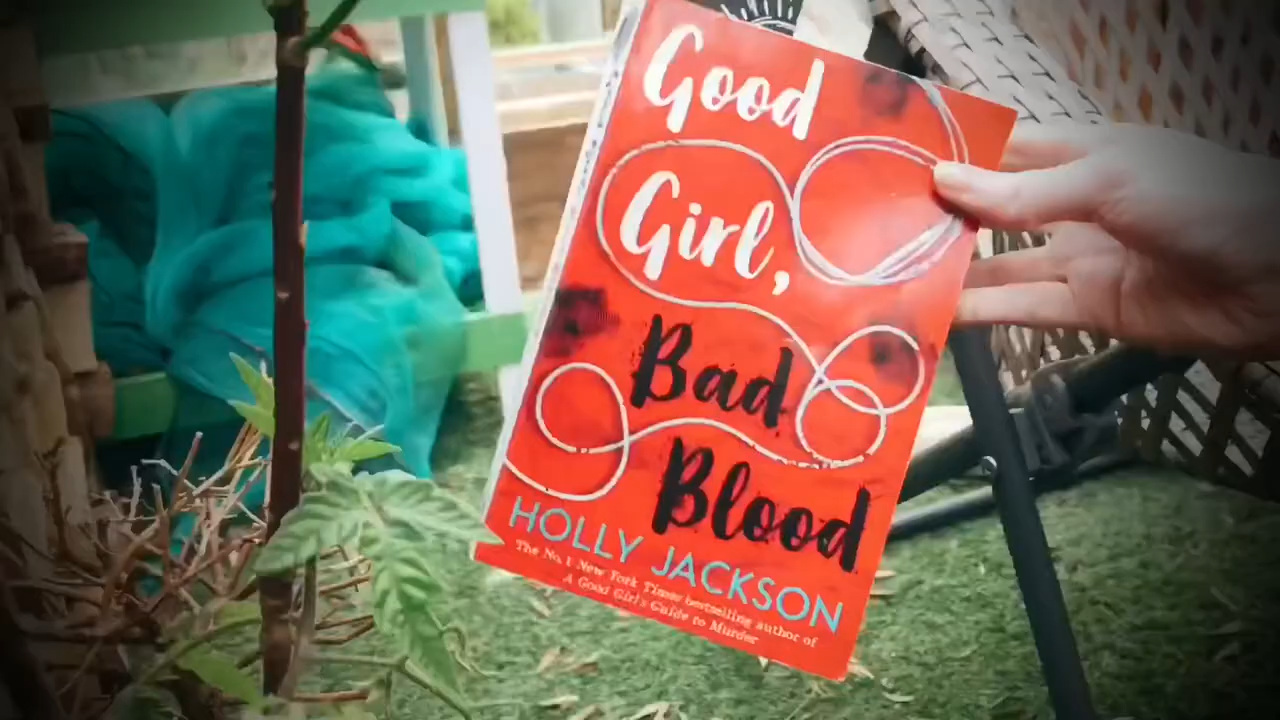 Good
Girl,
Bad
Blood
HOLLY JACKSON
The No. 1 New York Times bestselling author of
A Good Girl's Guide to Murder